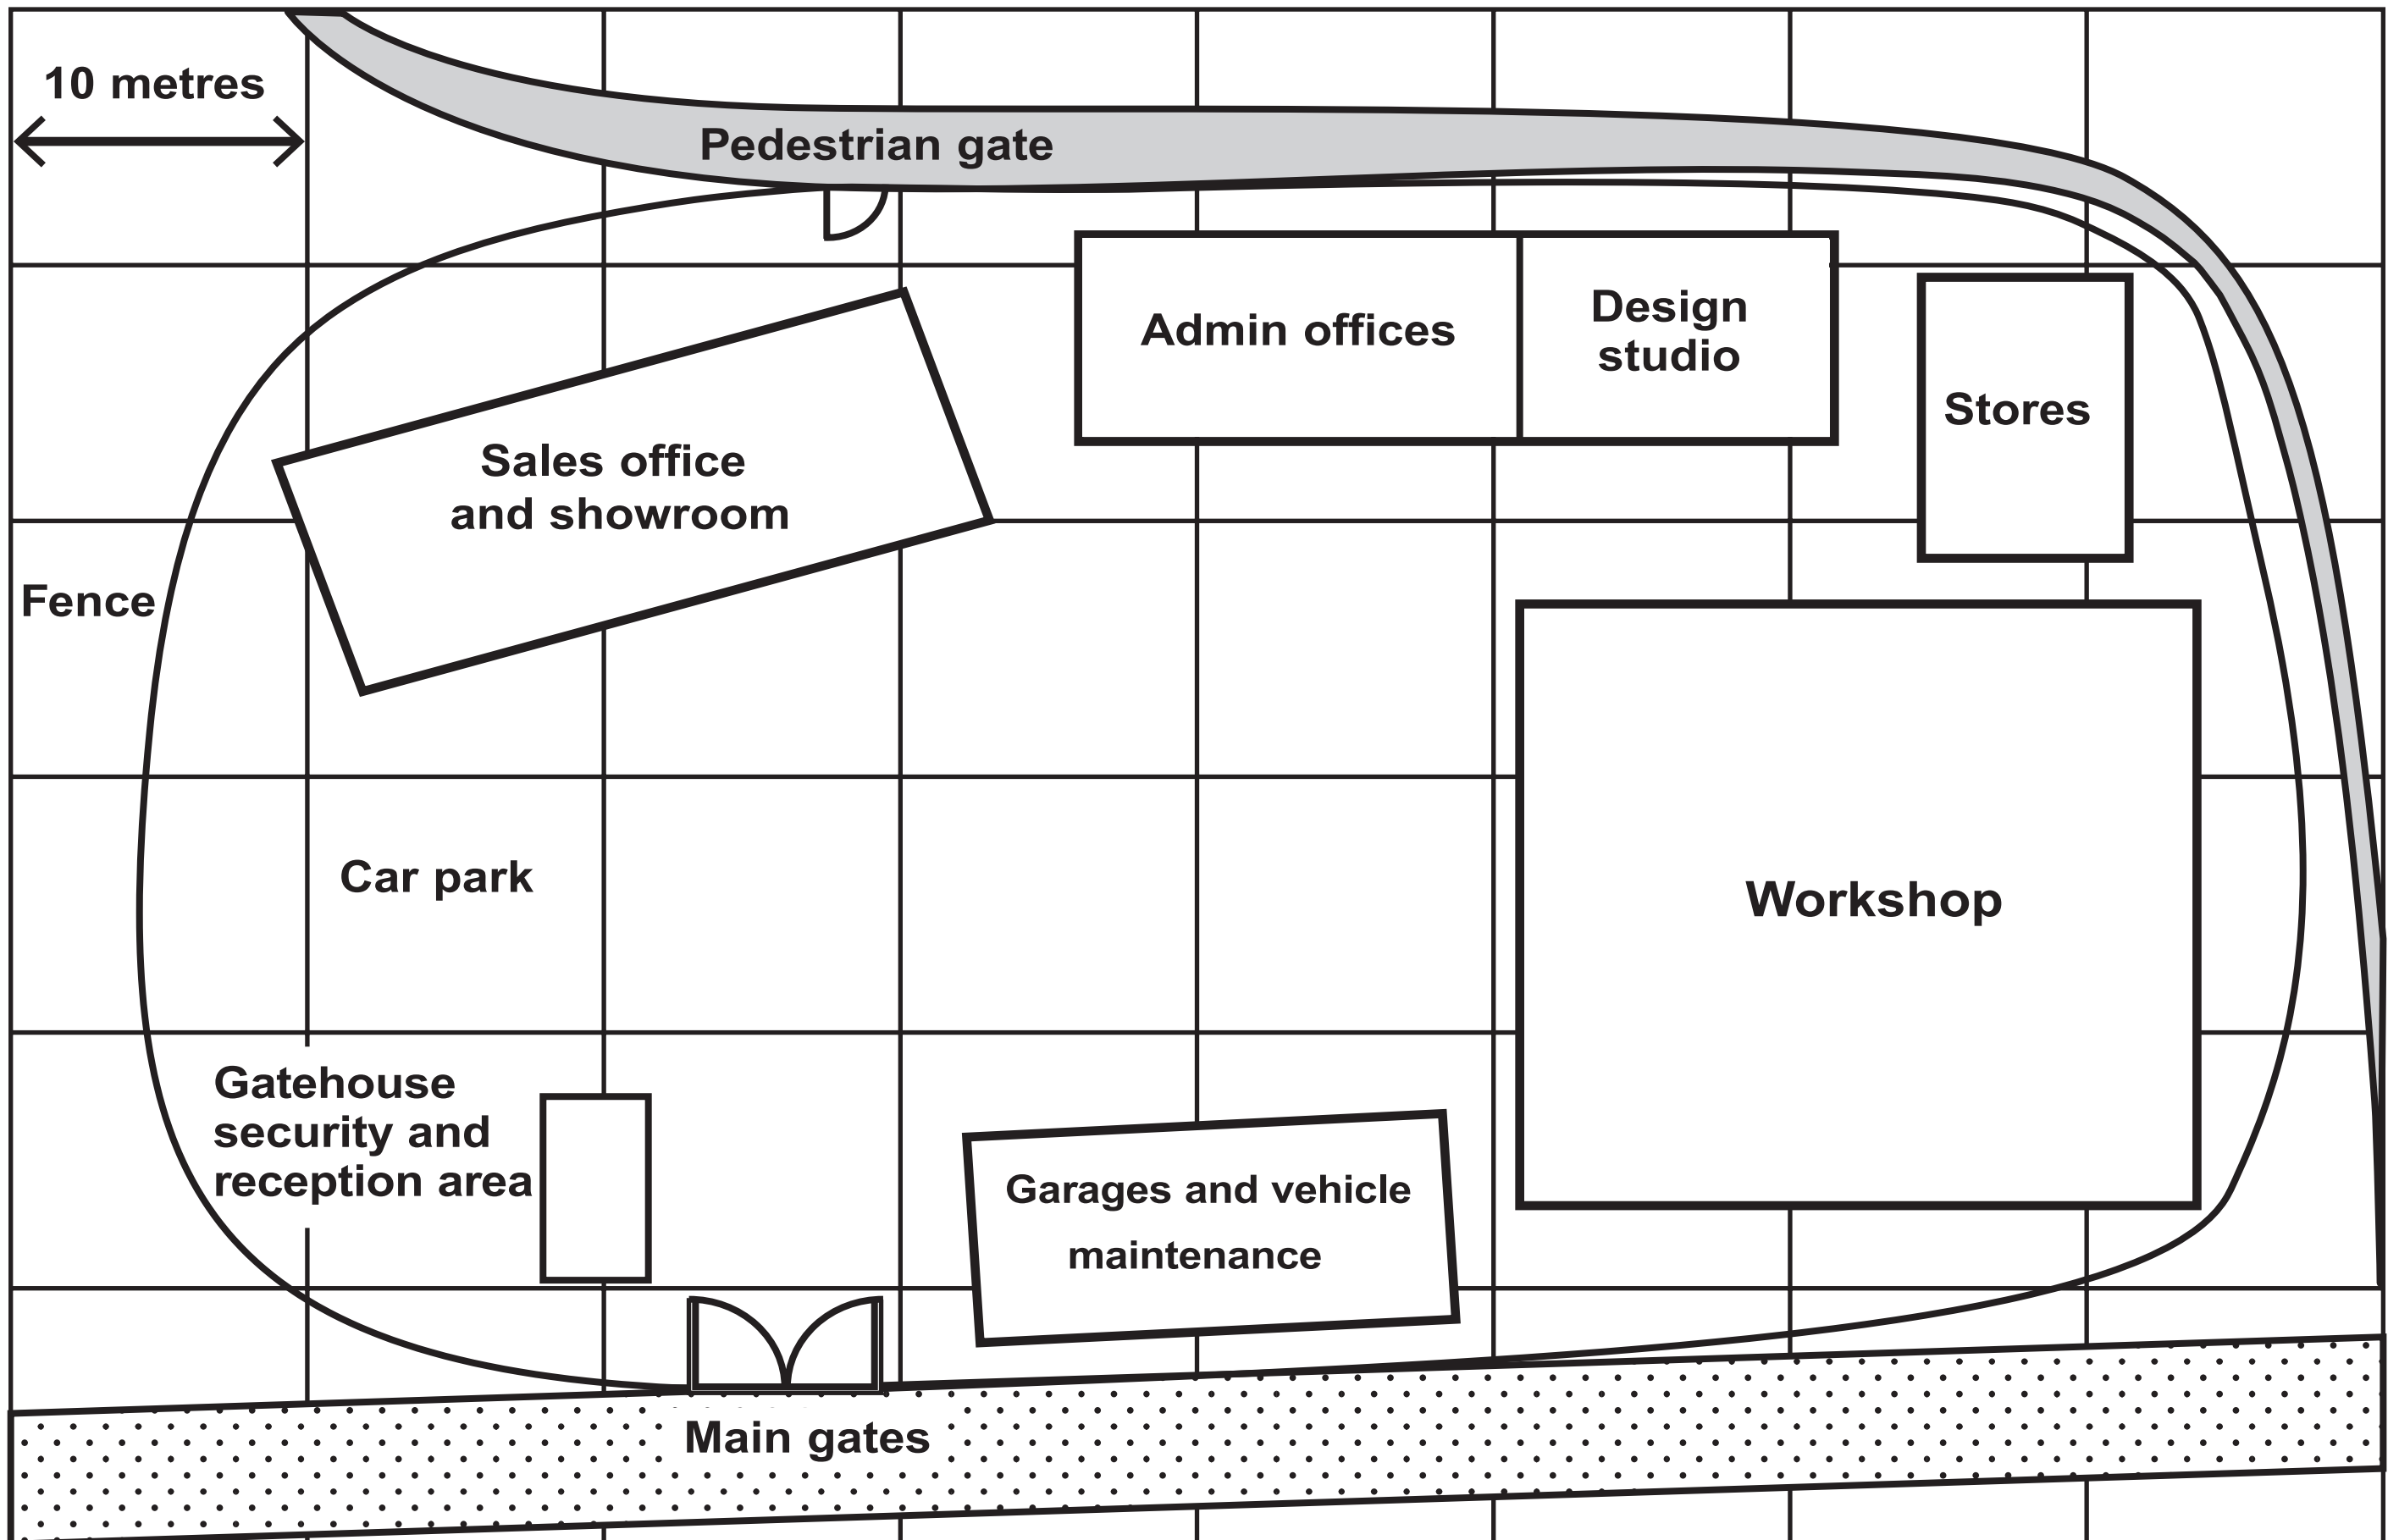 10 metres
Pedestrian gate
Admin offices
Design
studio
Stores
Sales office
and showroom
Fence
Car park
Workshop
Gatehouse
security and
reception area
Garages and vehicle
maintenance
Main gates